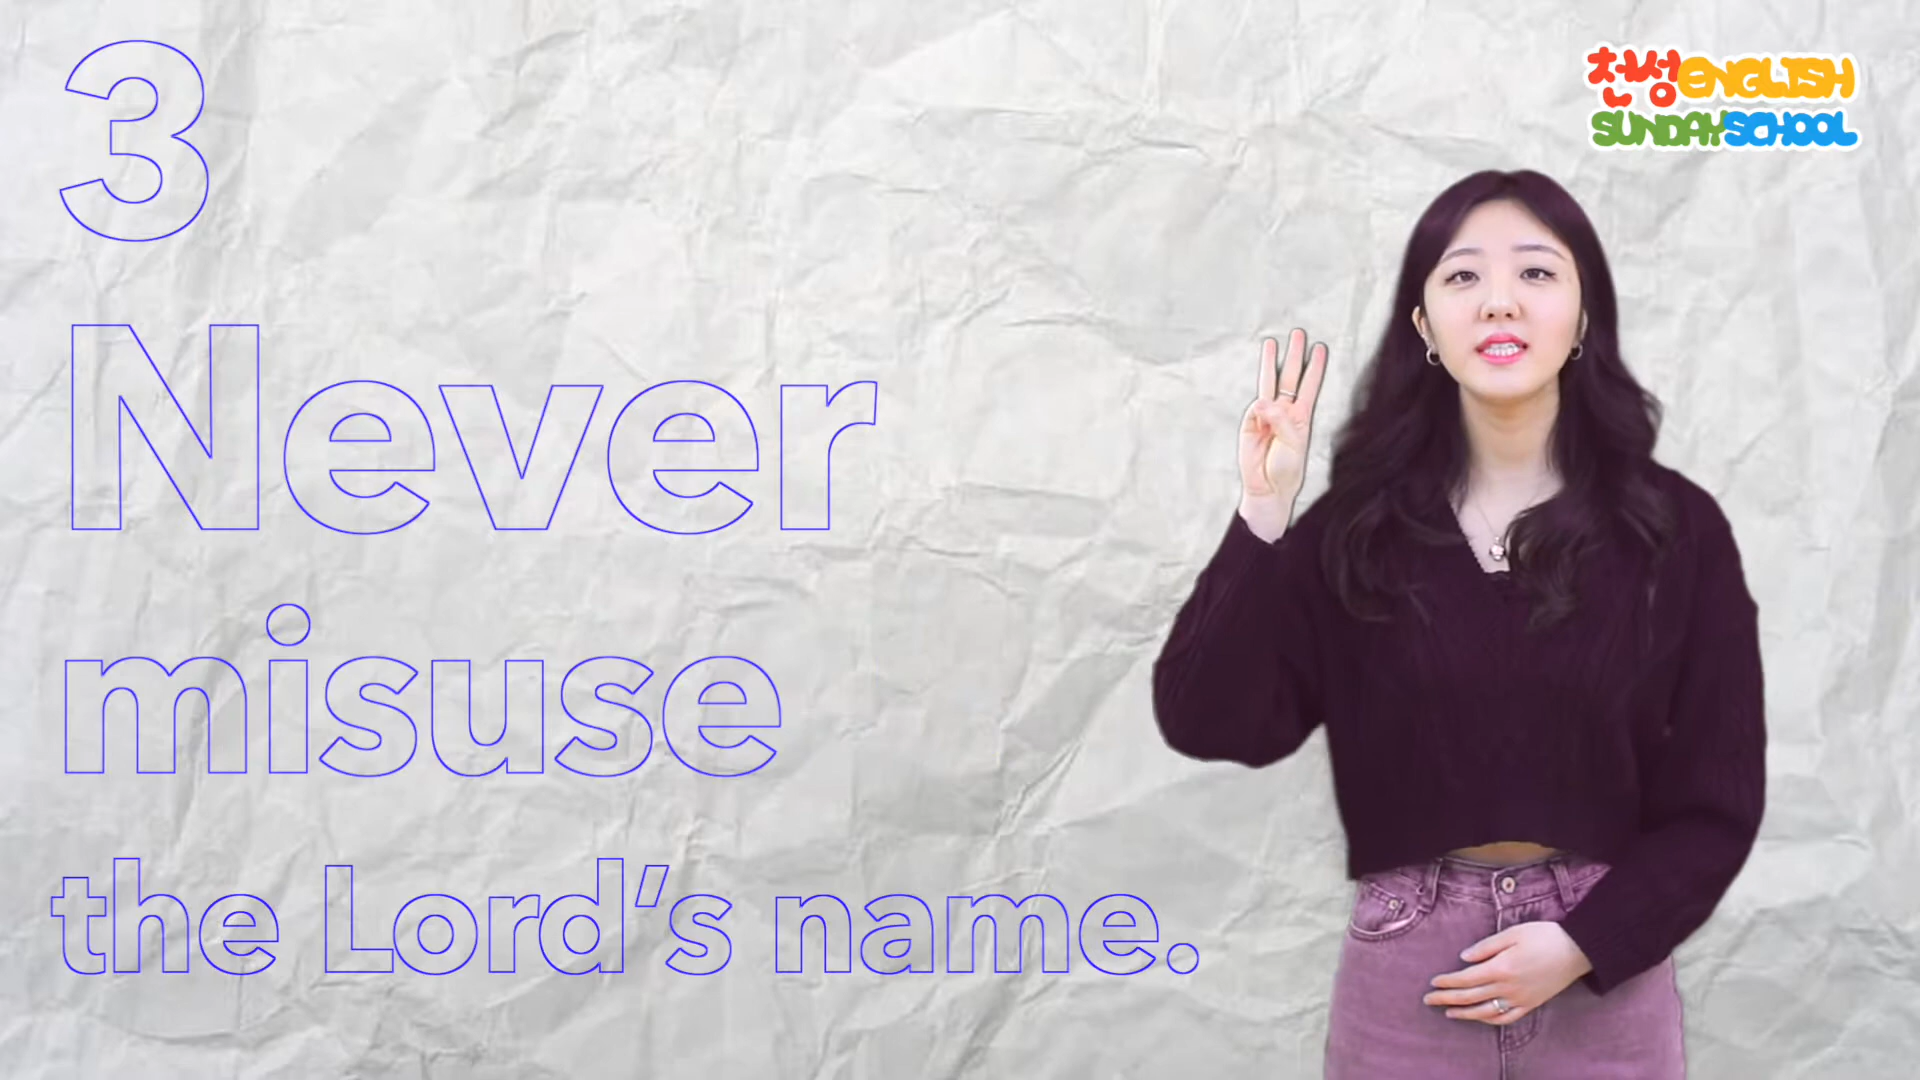 3
Never
misuse
the Lord's name.
천성ENGLISH
SUNDAYSCHOOL